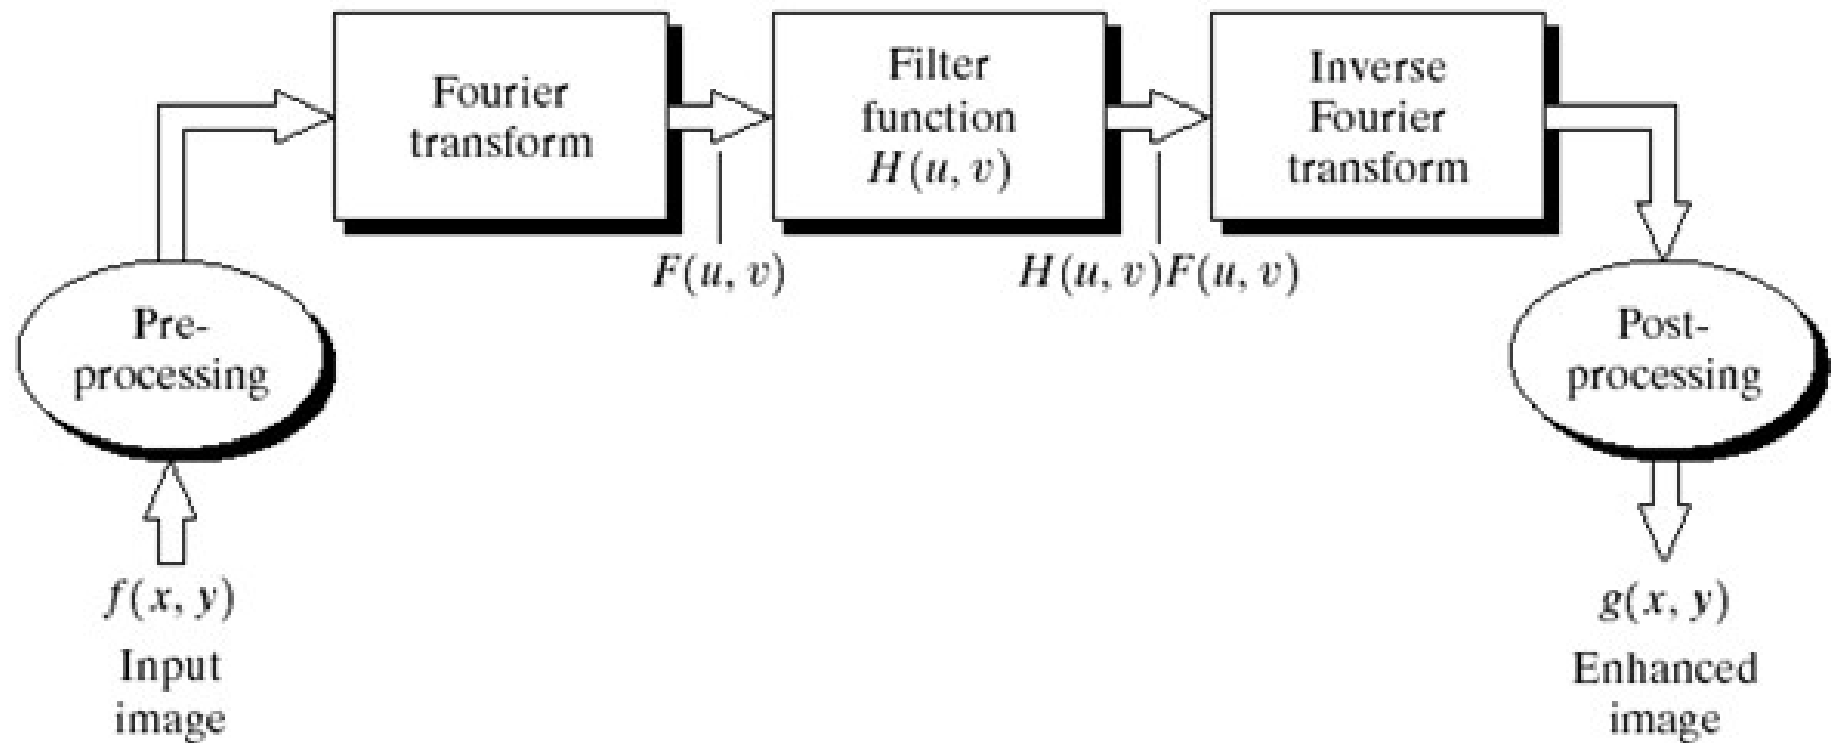 Fourier
transform
Filter
function
H(u, v)
Inverse
Fourier
transform
F(u, v)
H(u, v)F(u, v)
Pre-
processing
Post-
processing
f(x, y)
Input
image
g(x, y)
Enhanced
image